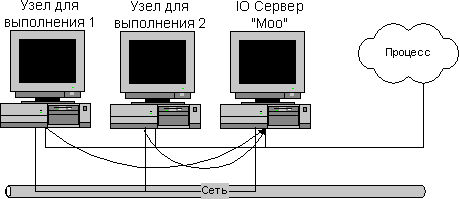 Узел для
выполнения 1
Узел для
выполнения 2
IO Сервер
"Моо"
Процесс
Сеть